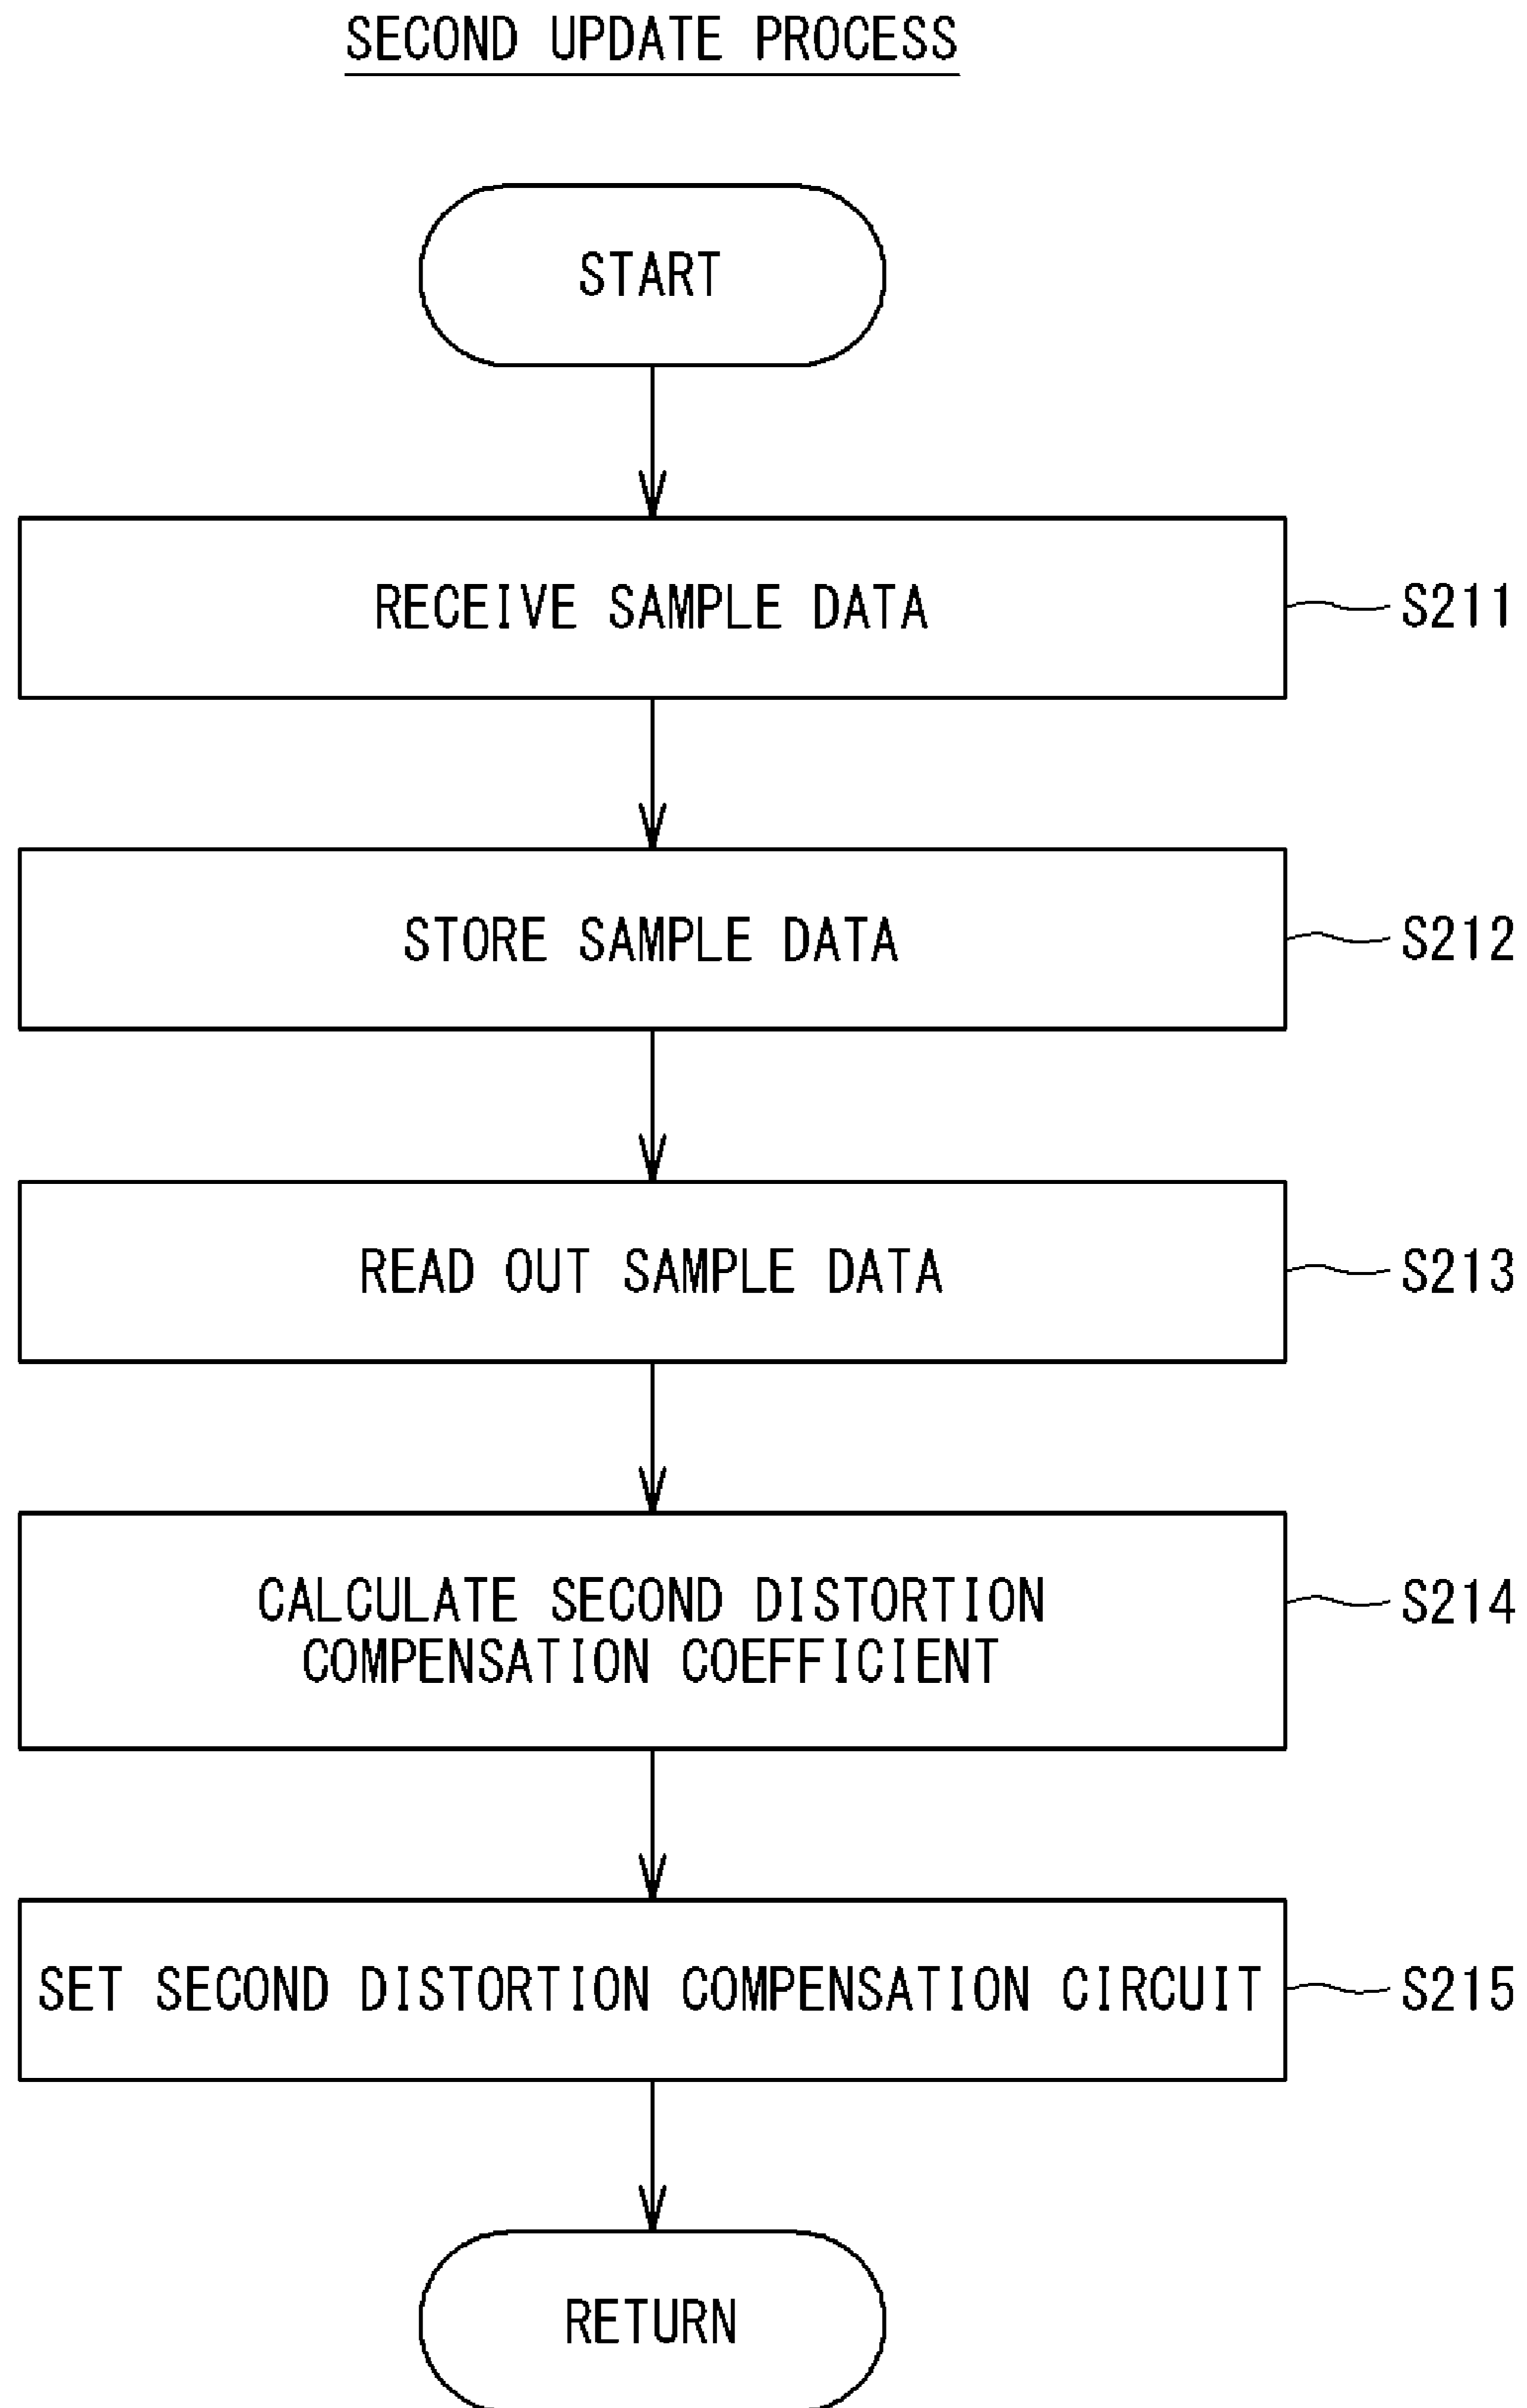 SECOND UPDATE PROCESS
START
RECEIVE SAMPLE DATA
S211
STORE SAMPLE DATA
S212
READ OUT SAMPLE DATA
S213
CALCULATE SECOND DISTORTION
COMPENSATION COEFFICIENT
S214
SET SECOND DISTORTION COMPENSATION CIRCUIT
S215
RETURN